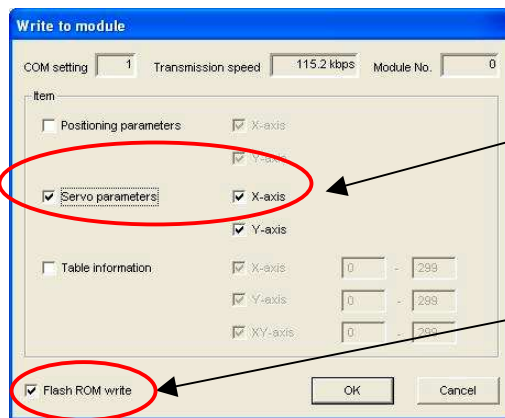 Write to module
COM setting 1 Transmission speed 115.2 kbps Module No. 0
Item
Positioning parameters X-axis
Y-axis
Servo parameters X-axis
Y-axis
Table information X-axis 0 - 299
Y-axis 0 - 299
XY-axis 0 - 299
Flash ROM write OK Cancel